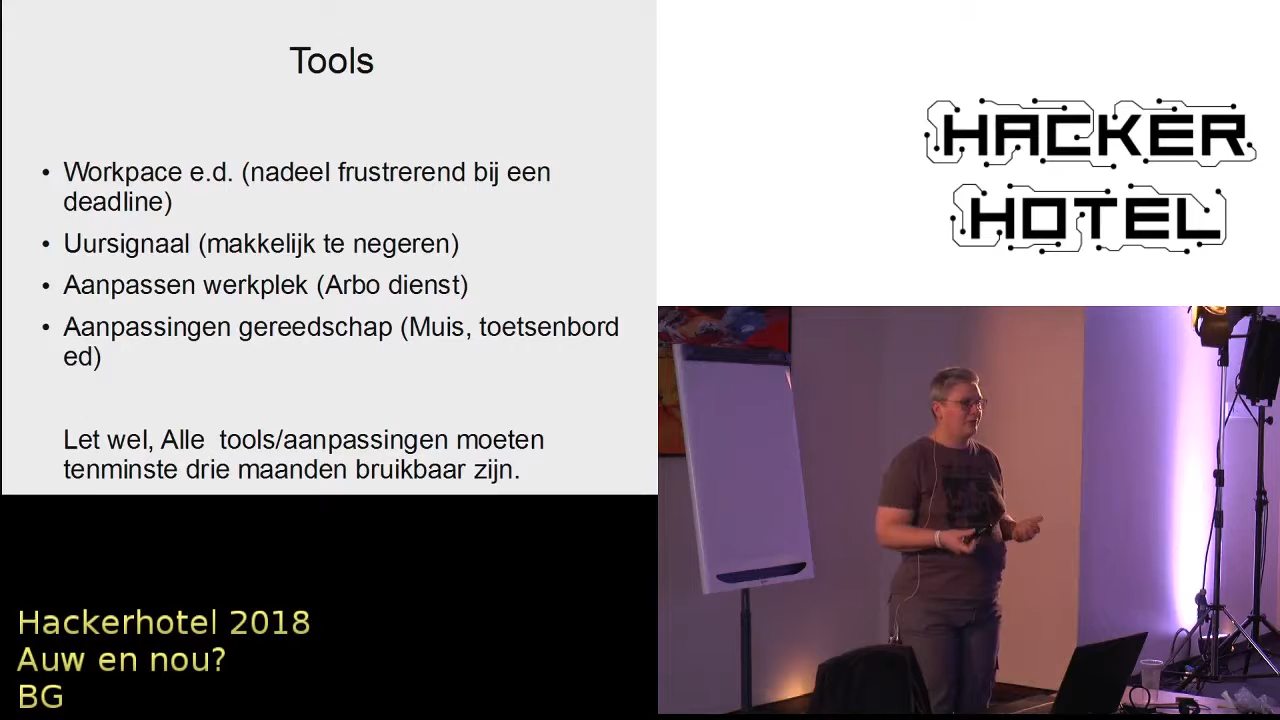 Tools
• Workpace e.d. (nadeel frustrerend bij een
deadline)
• Uursignaal (makkelijk te negeren)
• Aanpassen werkplek (Arbo dienst)
• Aanpassingen gereedschap (Muis, toetsenbord
ed)
Let wel, Alle  tools/aanpassingen moeten
tenminste drie maanden bruikbaar zijn.
HACKER
HOTEL
Hackerhotel 2018
Auw en nou?
BG